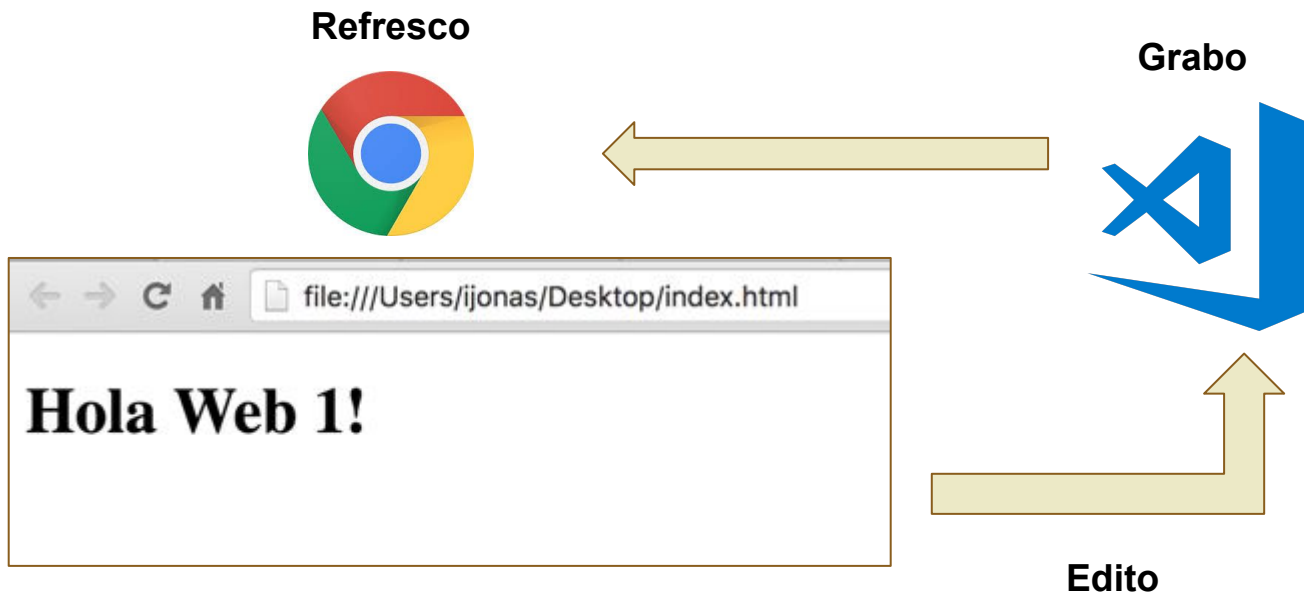 Refresco
Grabo
file:///Users/ijonas/Desktop/index.html
Hola Web 1!
Edito